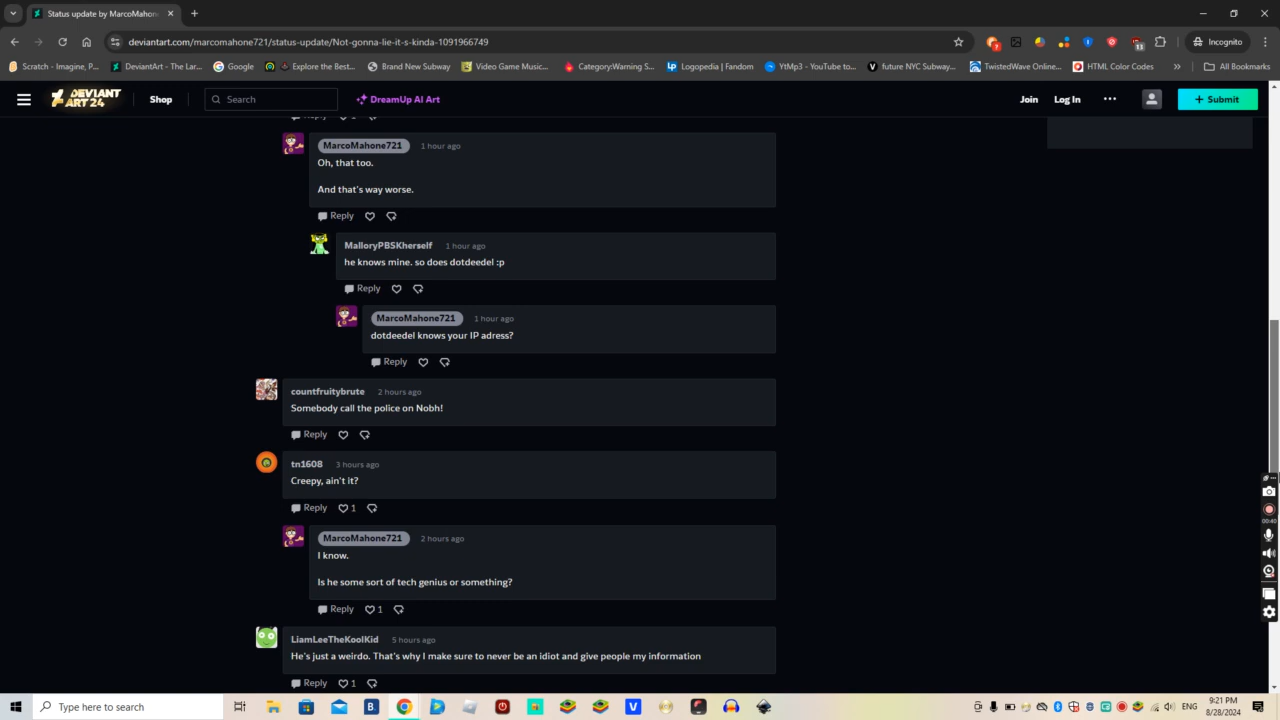 Status update by MarcoMahon
deviantart.com/marcomahone721/status-update/Not-gonna-lie-it-s-kinda-1091966749
7
11
Incognito
Scratch - Imagine, P...
DeviantArt - The Lar...
Google
Explore the Best...
Brand New Subway
Video Game Music...
Category:Warning S...
Logopedia | Fandom
YtMp3 - YouTube to...
future NYC Subway...
TwistedWave Online...
HTML Color Codes
All Bookmarks
DEVIANT
ART 24
Shop
Search
DreamUp AI Art
Join
Log In
Submit
Reply 1
MarcoMahone721 1 hour ago
Oh, that too.
And that's way worse.
Reply
MalloryPBSKherself 1 hour ago
he knows mine. so does dotdeedel :p
Reply
MarcoMahone721 1 hour ago
dotdeedel knows your IP adress?
Reply
countfruitybrute 2 hours ago
Somebody call the police on Nobh!
Reply
tn1608 3 hours ago
Creepy, ain't it?
Reply 1
MarcoMahone721 2 hours ago
I know.
Is he some sort of tech genius or something?
Reply 1
LiamLeeTheKoolKid 5 hours ago
He's just a weirdo. That's why I make sure to never be an idiot and give people my information
Reply 1
00:40
Type here to search
B.
ENG
9:21 PM
8/28/2024